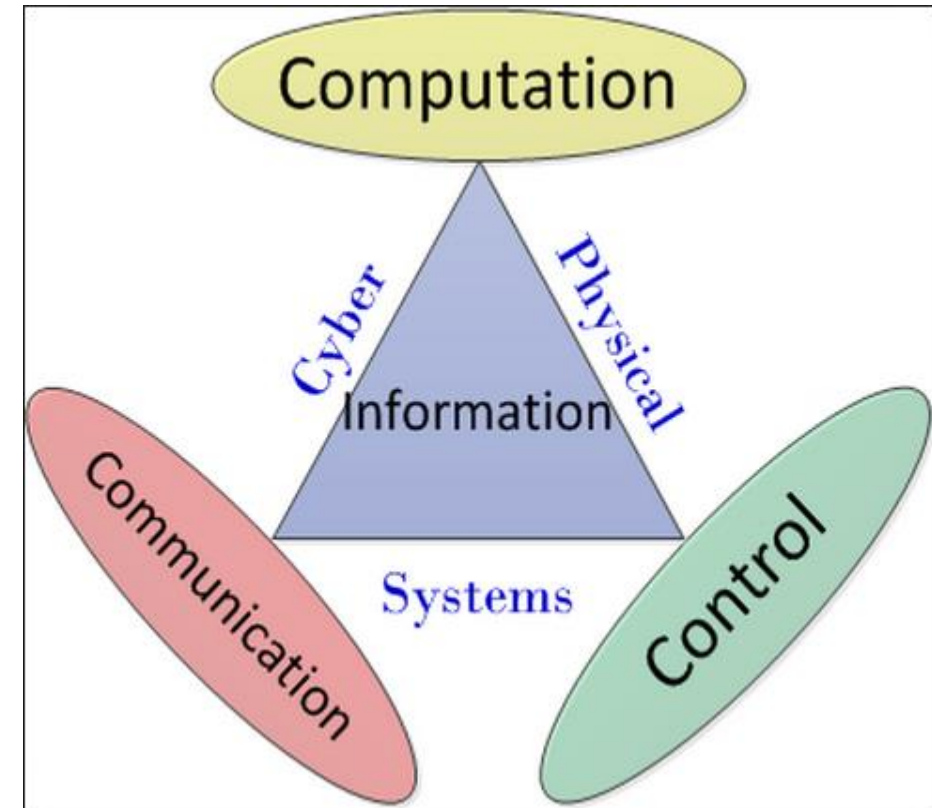 Computation
Cyber
Physical
Information
Communication
Systems
Control